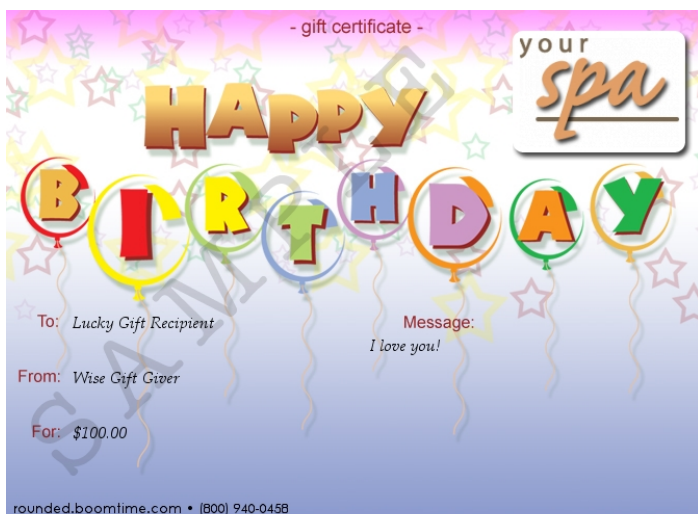 - gift certificate -
your
spa
HAPPY
BIRTHDAY
SAMPLE
To: Lucky Gift Recipient
Message:
I love you!
From: Wise Gift Giver
For: $100.00
rounded.boomtime.com • (800) 940-0458